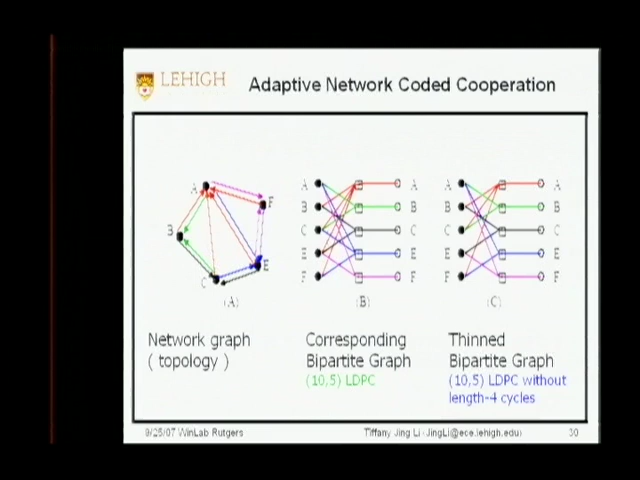 LEHIGH
Adaptive Network Coded Cooperation
A
F
B
E
C
(A)
A A
B B
C C
E E
F F
(B)
A A
B B
C C
E E
F F
(C)
Network graph
( topology )
Corresponding
Bipartite Graph
(10,5) LDPC
Thinned
Bipartite Graph
(10,5) LDPC without
length-4 cycles
9/25/07 WinLab Rutgers
Tiffany Jing Li (JingLi@ece.lehigh.edu)
30